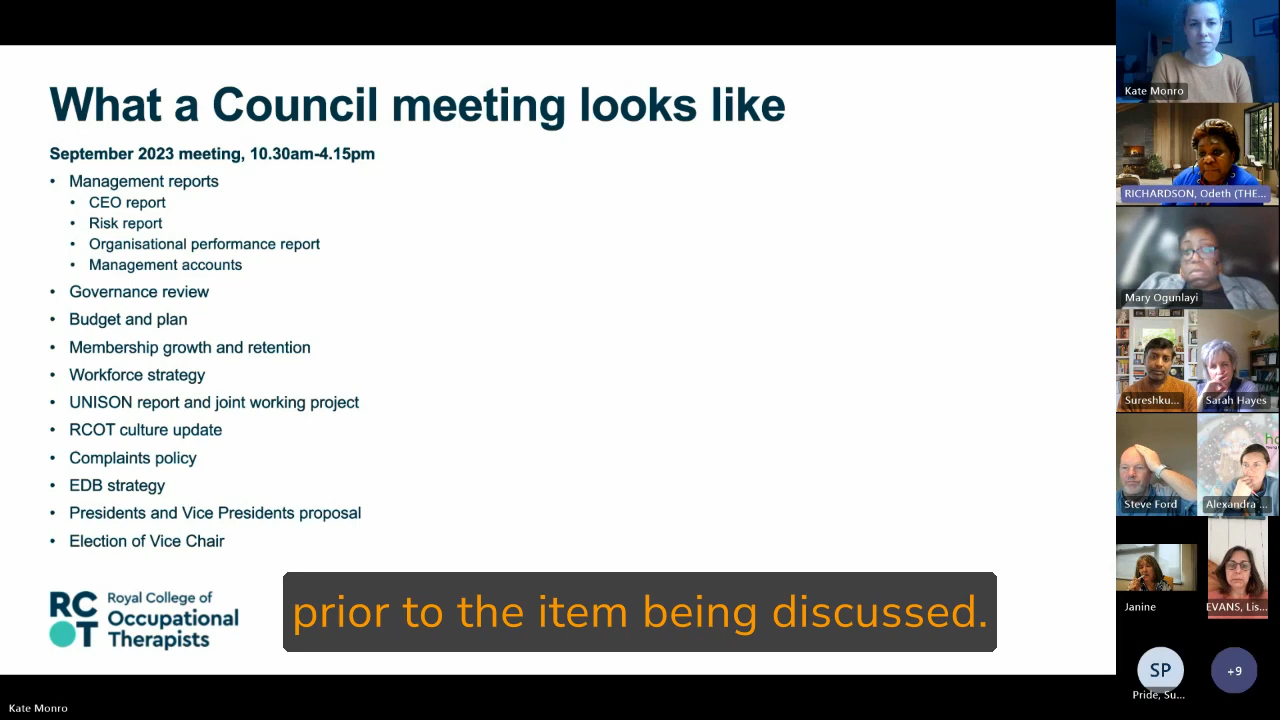 What a Council meeting looks like
September 2023 meeting, 10.30am-4.15pm
• Management reports
• CEO report
• Risk report
• Organisational performance report
• Management accounts
• Governance review
• Budget and plan
• Membership growth and retention
• Workforce strategy
• UNISON report and joint working project
• RCOT culture update
• Complaints policy
• EDB strategy
• Presidents and Vice Presidents proposal
• Election of Vice Chair
RC
OT
Royal College of
Occupational
Therapists
prior to the item being discussed.
Kate Monro
Kate Monro
RICHARDSON, Odeth (THE...
Mary Ogunlayi
Sureshku...
Sarah Hayes
Steve Ford
Alexandra ...
Janine
EVANS, Lis...
SP
Pride, Su...
+9